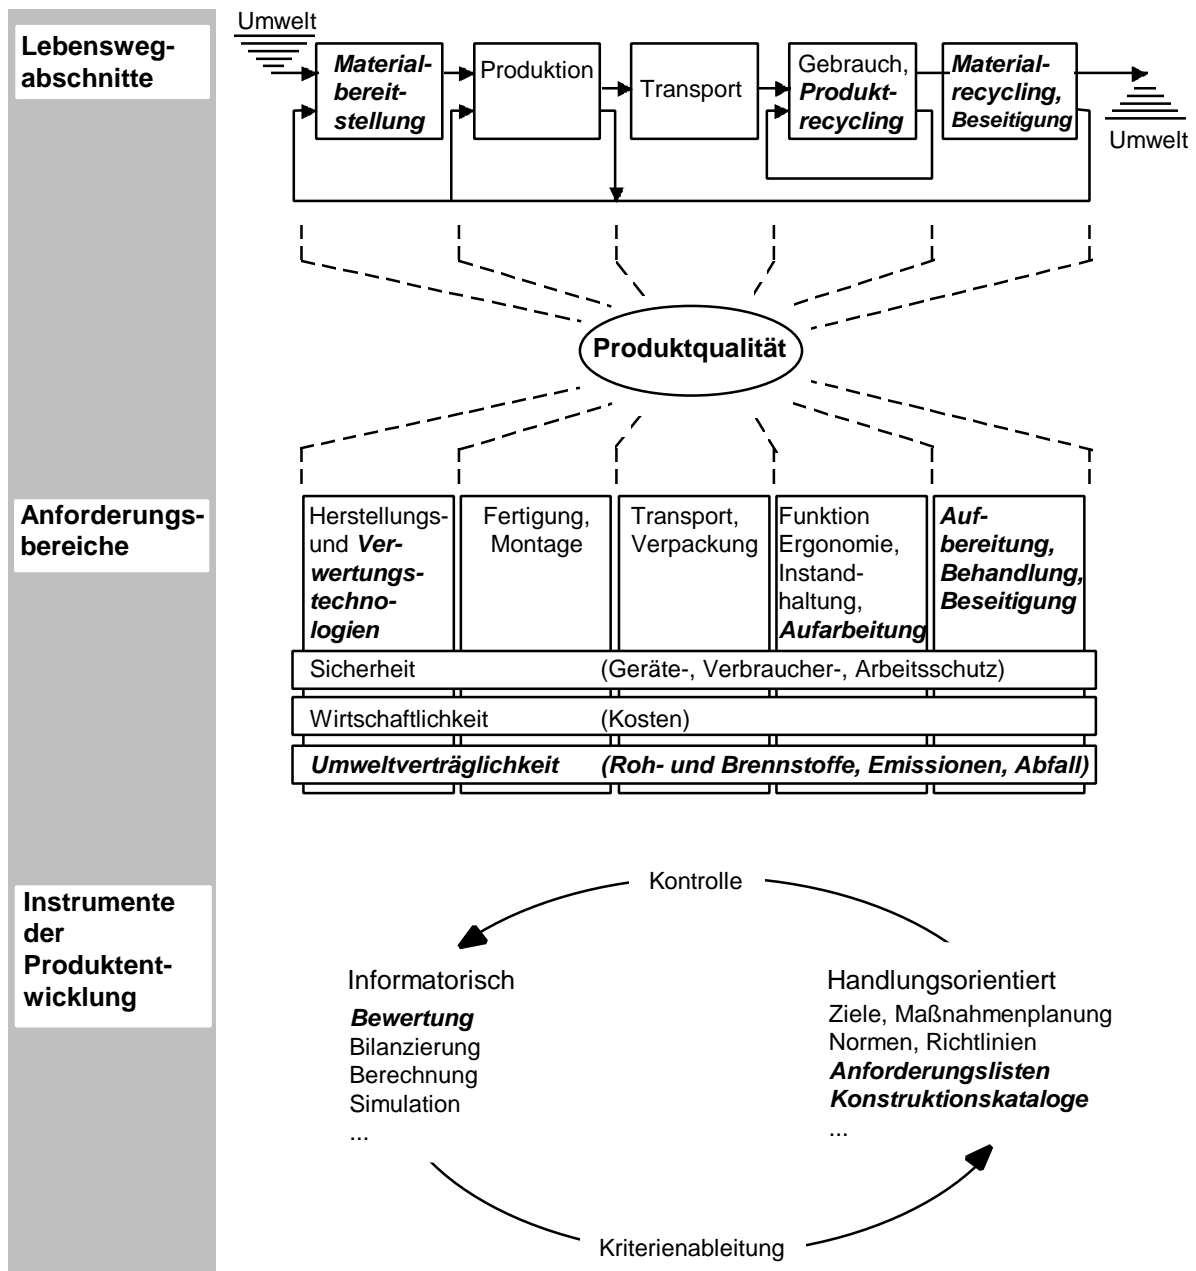 Lebensweg-
abschnitte
Umwelt
Material-
bereit-
stellung
Produktion
Transport
Gebrauch,
Produkt-
recycling
Material-
recycling,
Beseitigung
Umwelt
Produktqualität
Anforderungs-
bereiche
Herstellungs-
und Ver-
wertungs-
techno-
logien
Fertigung,
Montage
Transport,
Verpackung
Funktion
Ergonomie,
Instand-
haltung,
Aufarbeitung
Auf-
bereitung,
Behandlung,
Beseitigung
Sicherheit (Geräte-, Verbraucher-, Arbeitsschutz)
Wirtschaftlichkeit (Kosten)
Umweltverträglichkeit (Roh- und Brennstoffe, Emissionen, Abfall)
Instrumente
der
Produktent-
wicklung
Kontrolle
Informatorisch
Bewertung
Bilanzierung
Berechnung
Simulation
...
Handlungsorientiert
Ziele, Maßnahmenplanung
Normen, Richtlinien
Anforderungslisten
Konstruktionskataloge
...
Kriterienableitung